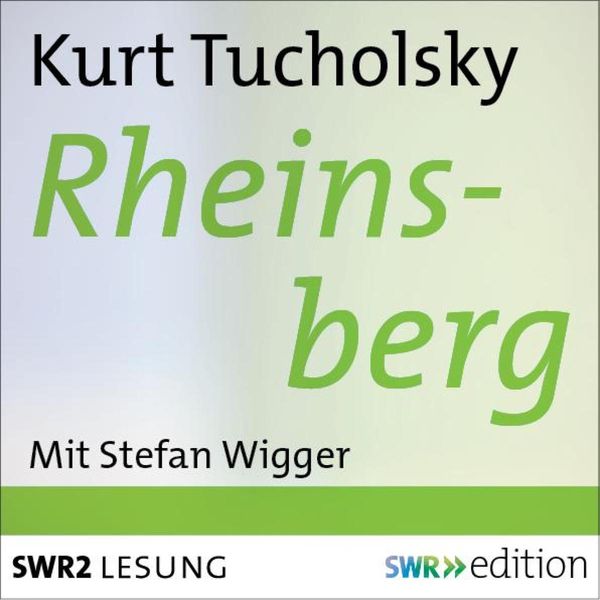 Kurt Tucholsky
Rheins-
berg
Mit Stefan Wigger
SWR2 LESUNG
SWR>> edition